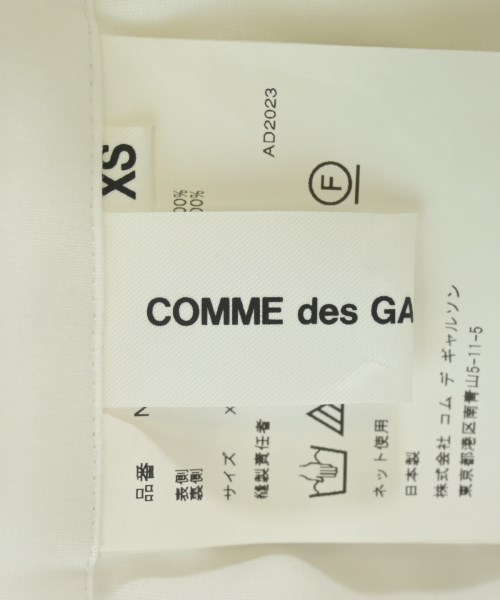 COMME des GA
XS
品番 N
表側 00%
裏側 00%
サイズ X
縫製責任者
AD2023
F
ネット使用
日本製
株式会社 コム デ ギャルソン
東京都港区南青山5-11-5